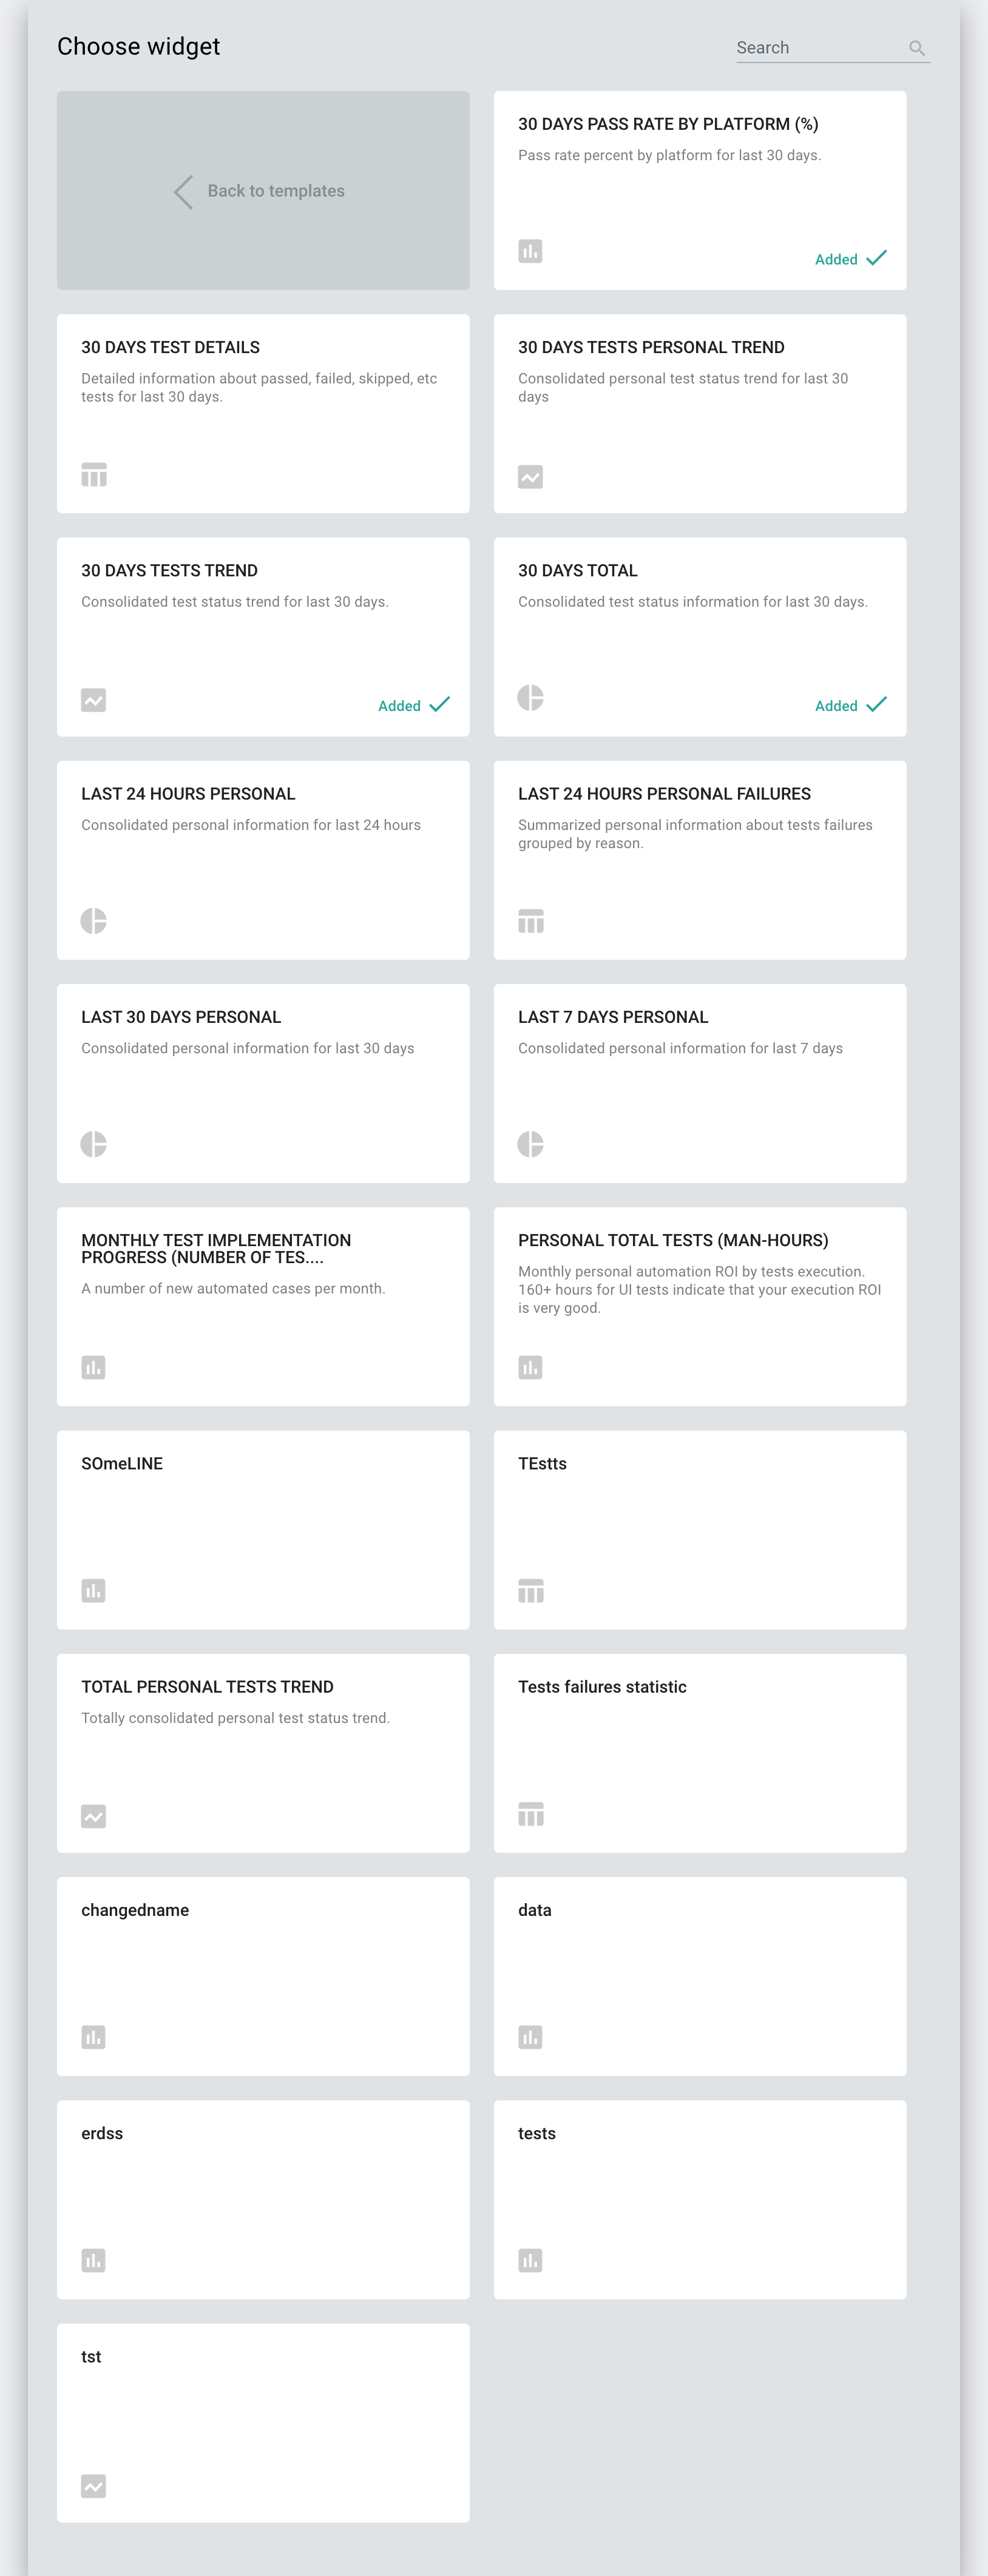 Choose widget
Search
Back to templates
30 DAYS PASS RATE BY PLATFORM (%)
Pass rate percent by platform for last 30 days.
Added
30 DAYS TEST DETAILS
Detailed information about passed, failed, skipped, etc
tests for last 30 days.
30 DAYS TESTS PERSONAL TREND
Consolidated personal test status trend for last 30
days
30 DAYS TESTS TREND
Consolidated test status trend for last 30 days.
Added
30 DAYS TOTAL
Consolidated test status information for last 30 days.
Added
LAST 24 HOURS PERSONAL
Consolidated personal information for last 24 hours
LAST 24 HOURS PERSONAL FAILURES
Summarized personal information about tests failures
grouped by reason.
LAST 30 DAYS PERSONAL
Consolidated personal information for last 30 days
LAST 7 DAYS PERSONAL
Consolidated personal information for last 7 days
MONTHLY TEST IMPLEMENTATION
PROGRESS (NUMBER OF TES....
A number of new automated cases per month.
PERSONAL TOTAL TESTS (MAN-HOURS)
Monthly personal automation ROI by tests execution.
160+ hours for UI tests indicate that your execution ROI
is very good.
SOmeLINE
TEstts
TOTAL PERSONAL TESTS TREND
Totally consolidated personal test status trend.
Tests failures statistic
changedname
data
erdss
tests
tst